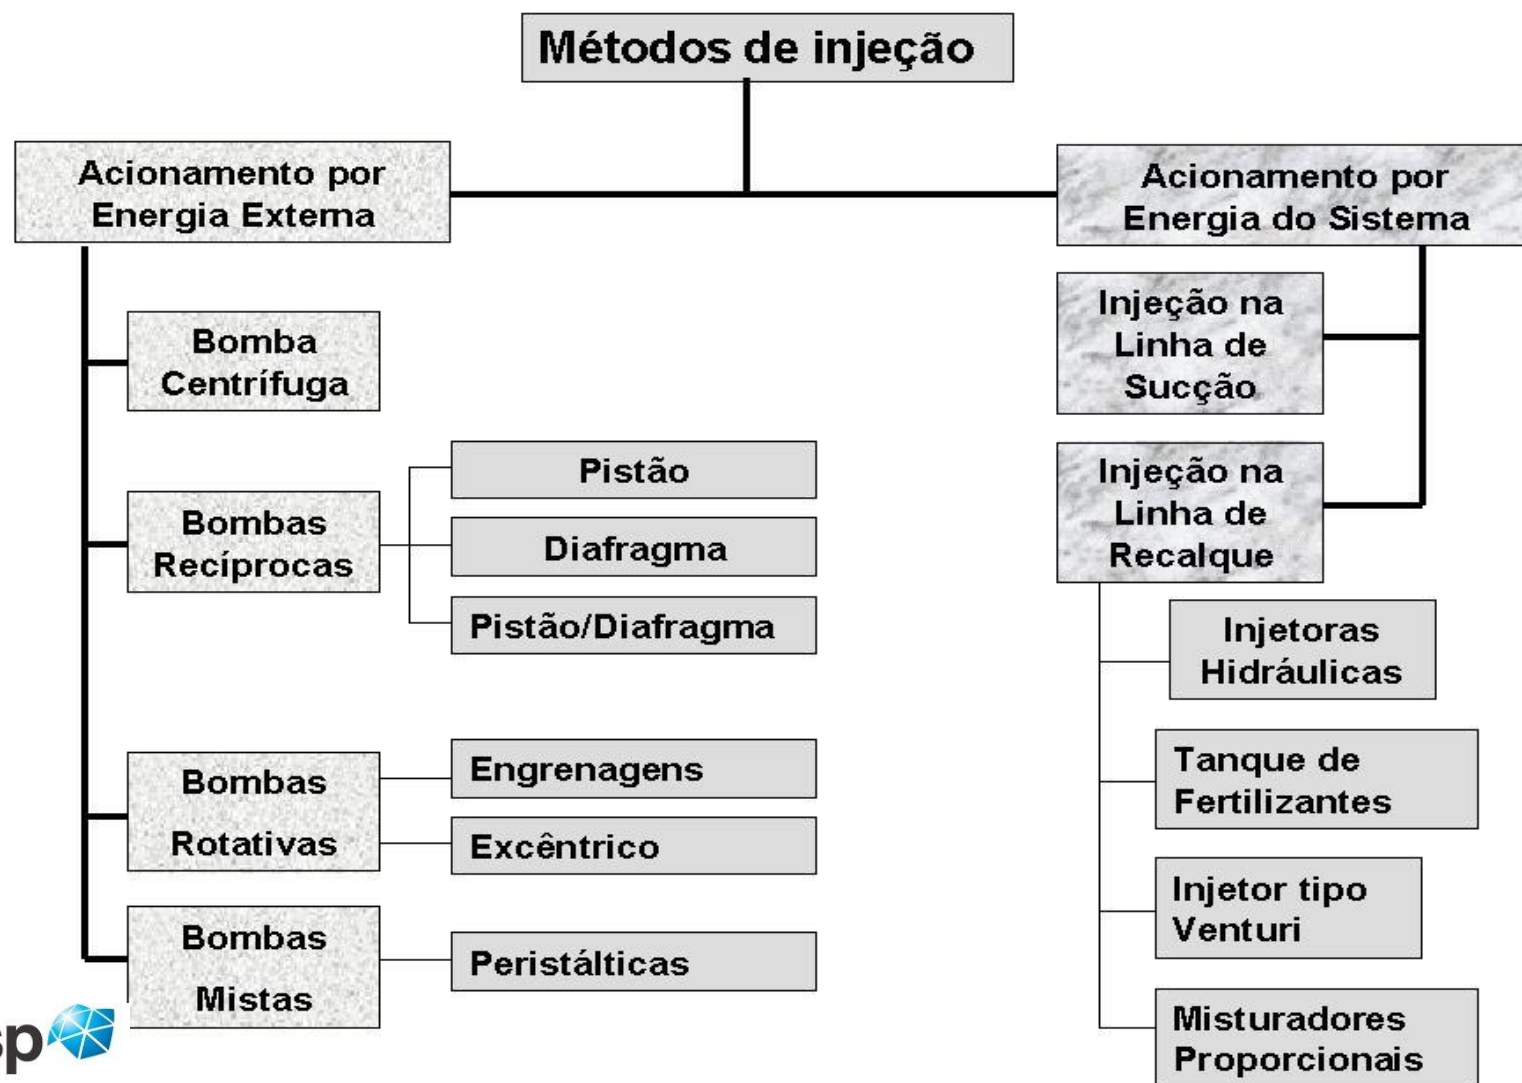 Métodos de injeção
Acionamento por
Energia Externa
Bomba
Centrífuga
Bombas
Recíprocas
Pistão
Diafragma
Pistão/Diafragma
Bombas
Rotativas
Engrenagens
Excêntrico
Bombas
Mistas
Peristálticas
Acionamento por
Energia do Sistema
Injeção na
Linha de
Sucção
Injeção na
Linha de
Recalque
Injetoras
Hidráulicas
Tanque de
Fertilizantes
Injetor tipo
Venturi
Misturadores
Proporcionais